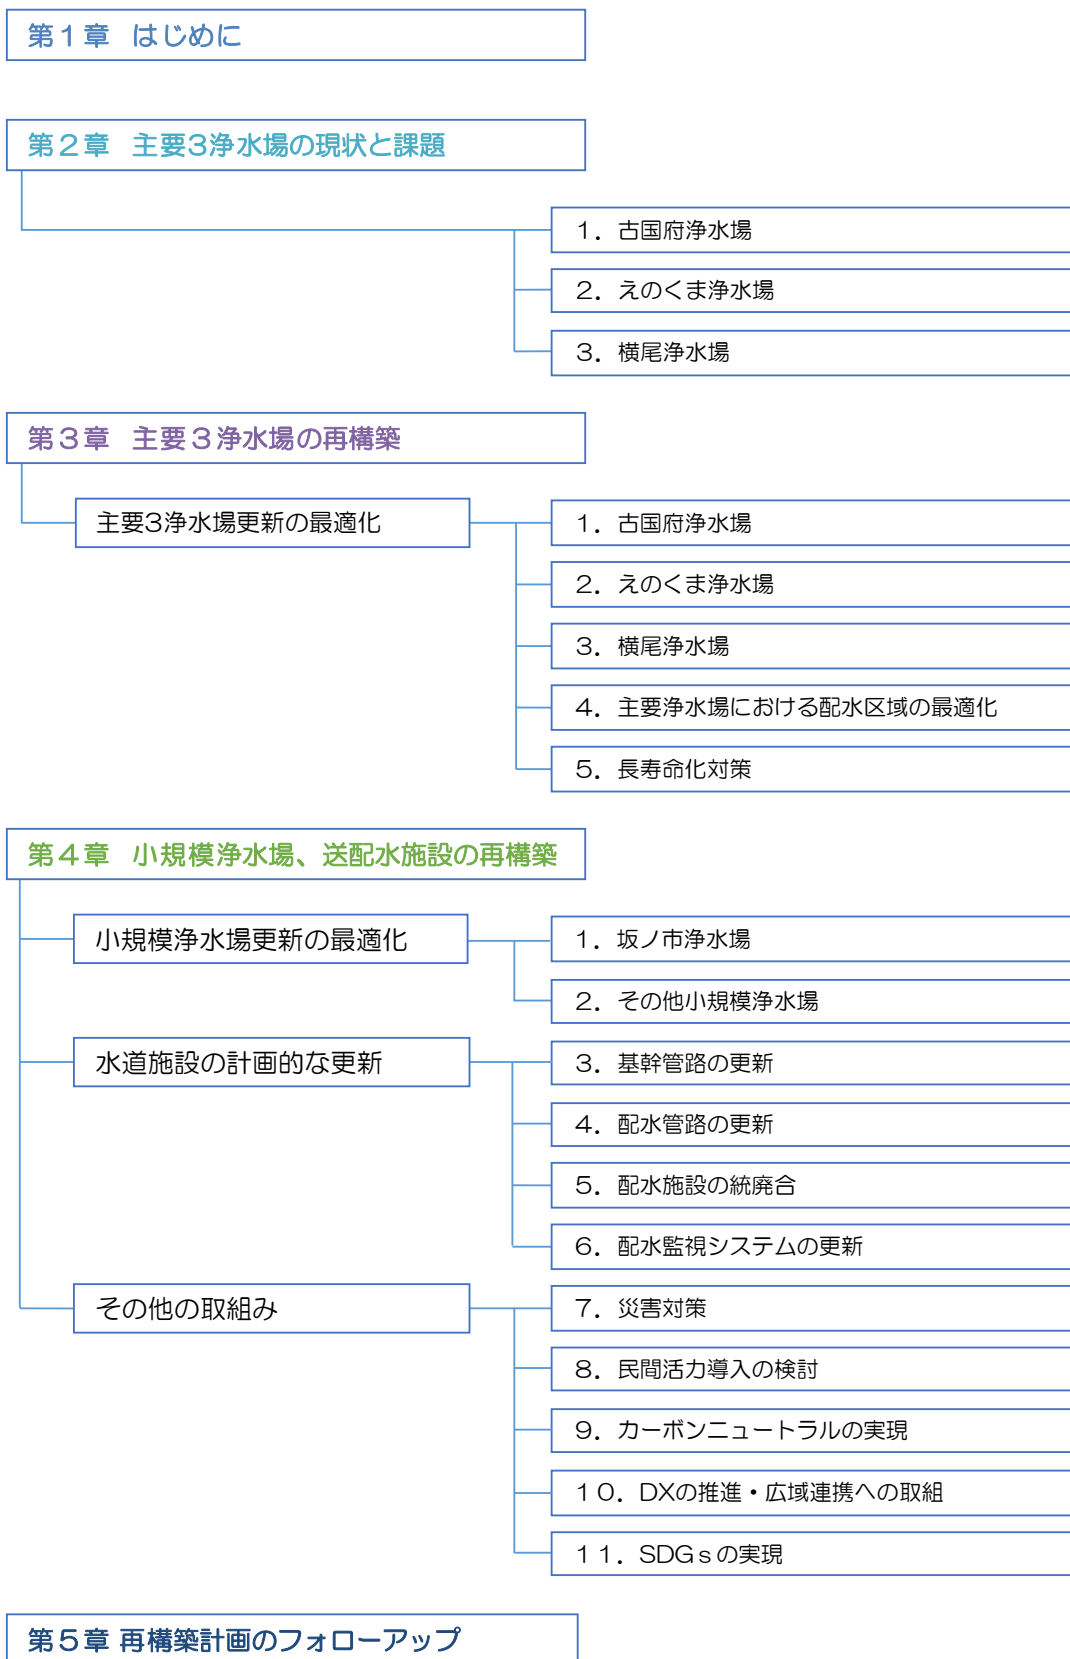 第１章　はじめに
第２章　主要3浄水場の現状と課題
１．古国府浄水場
２．えのくま浄水場
３．横尾浄水場
第３章　主要３浄水場の再構築
主要3浄水場更新の最適化
１．古国府浄水場
２．えのくま浄水場
３．横尾浄水場
４．主要浄水場における配水区域の最適化
５．長寿命化対策
第４章　小規模浄水場、送配水施設の再構築
小規模浄水場更新の最適化
１．坂ノ市浄水場
２．その他小規模浄水場
水道施設の計画的な更新
３．基幹管路の更新
４．配水管路の更新
５．配水施設の統廃合
６．配水監視システムの更新
その他の取組み
７．災害対策
８．民間活力導入の検討
９．カーボンニュートラルの実現
１０．DXの推進・広域連携への取組
１１．SDGｓの実現
第５章 再構築計画のフォローアップ